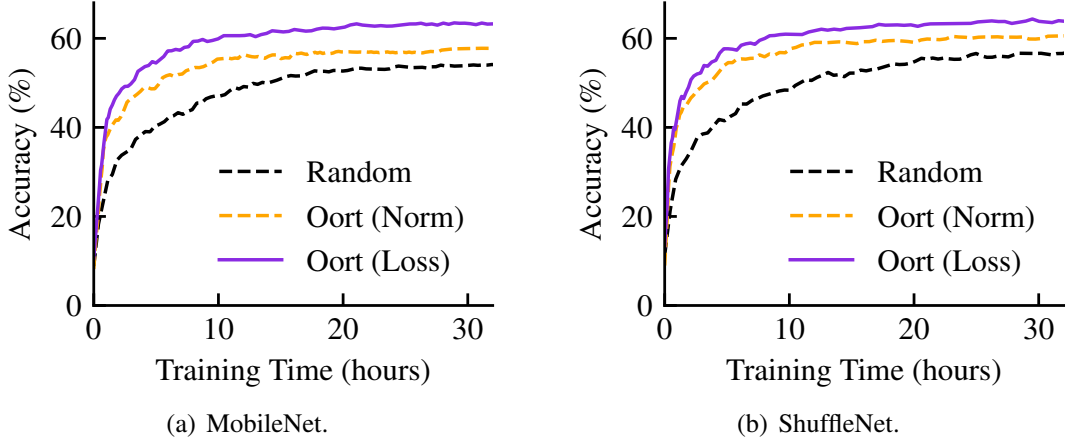 60
40
20
0
Accuracy (%)
Random
Oort (Norm)
Oort (Loss)
0 10 20 30
Training Time (hours)
(a) MobileNet.
60
40
20
0
Accuracy (%)
Random
Oort (Norm)
Oort (Loss)
0 10 20 30
Training Time (hours)
(b) ShuffleNet.